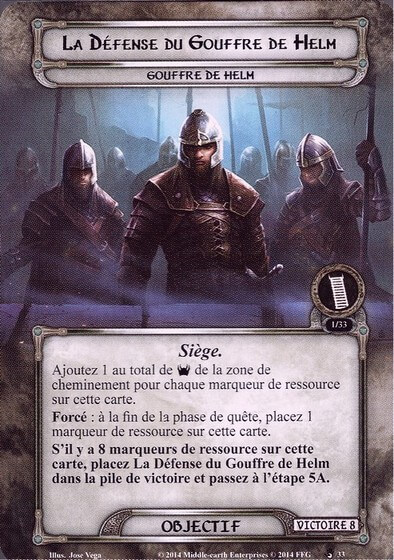 La Défense du Gouffre de Helm
Gouffre de Helm
1/33
Siège.
Ajoutez 1 au total de de la zone de
cheminement pour chaque marqueur de ressource
sur cette carte.
Forcé : à la fin de la phase de quête, placez 1
marqueur de ressource sur cette carte.
S'il y a 8 marqueurs de ressource sur cette
carte, placez La Défense du Gouffre de Helm
dans la pile de victoire et passez à l'étape 5A.
Objectif
Victoire 8
Illus. Jose Vega
© 2014 Middle-earth Enterprises © 2014 FFG
33